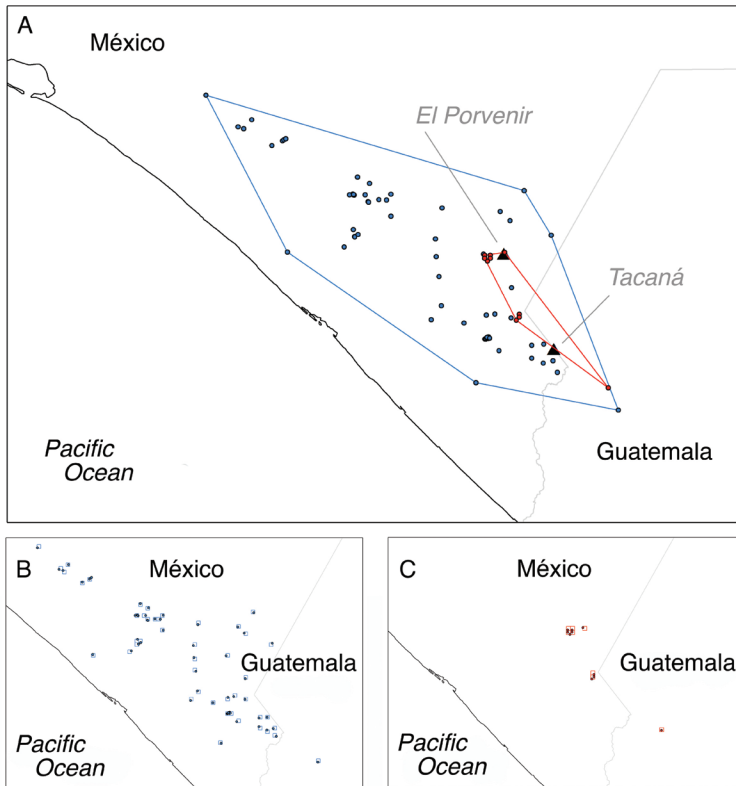 A
México
El Porvenir
Tacaná
Pacific
Ocean
Guatemala
B
México
Guatemala
Pacific
Ocean
C
México
Guatemala
Pacific
Ocean